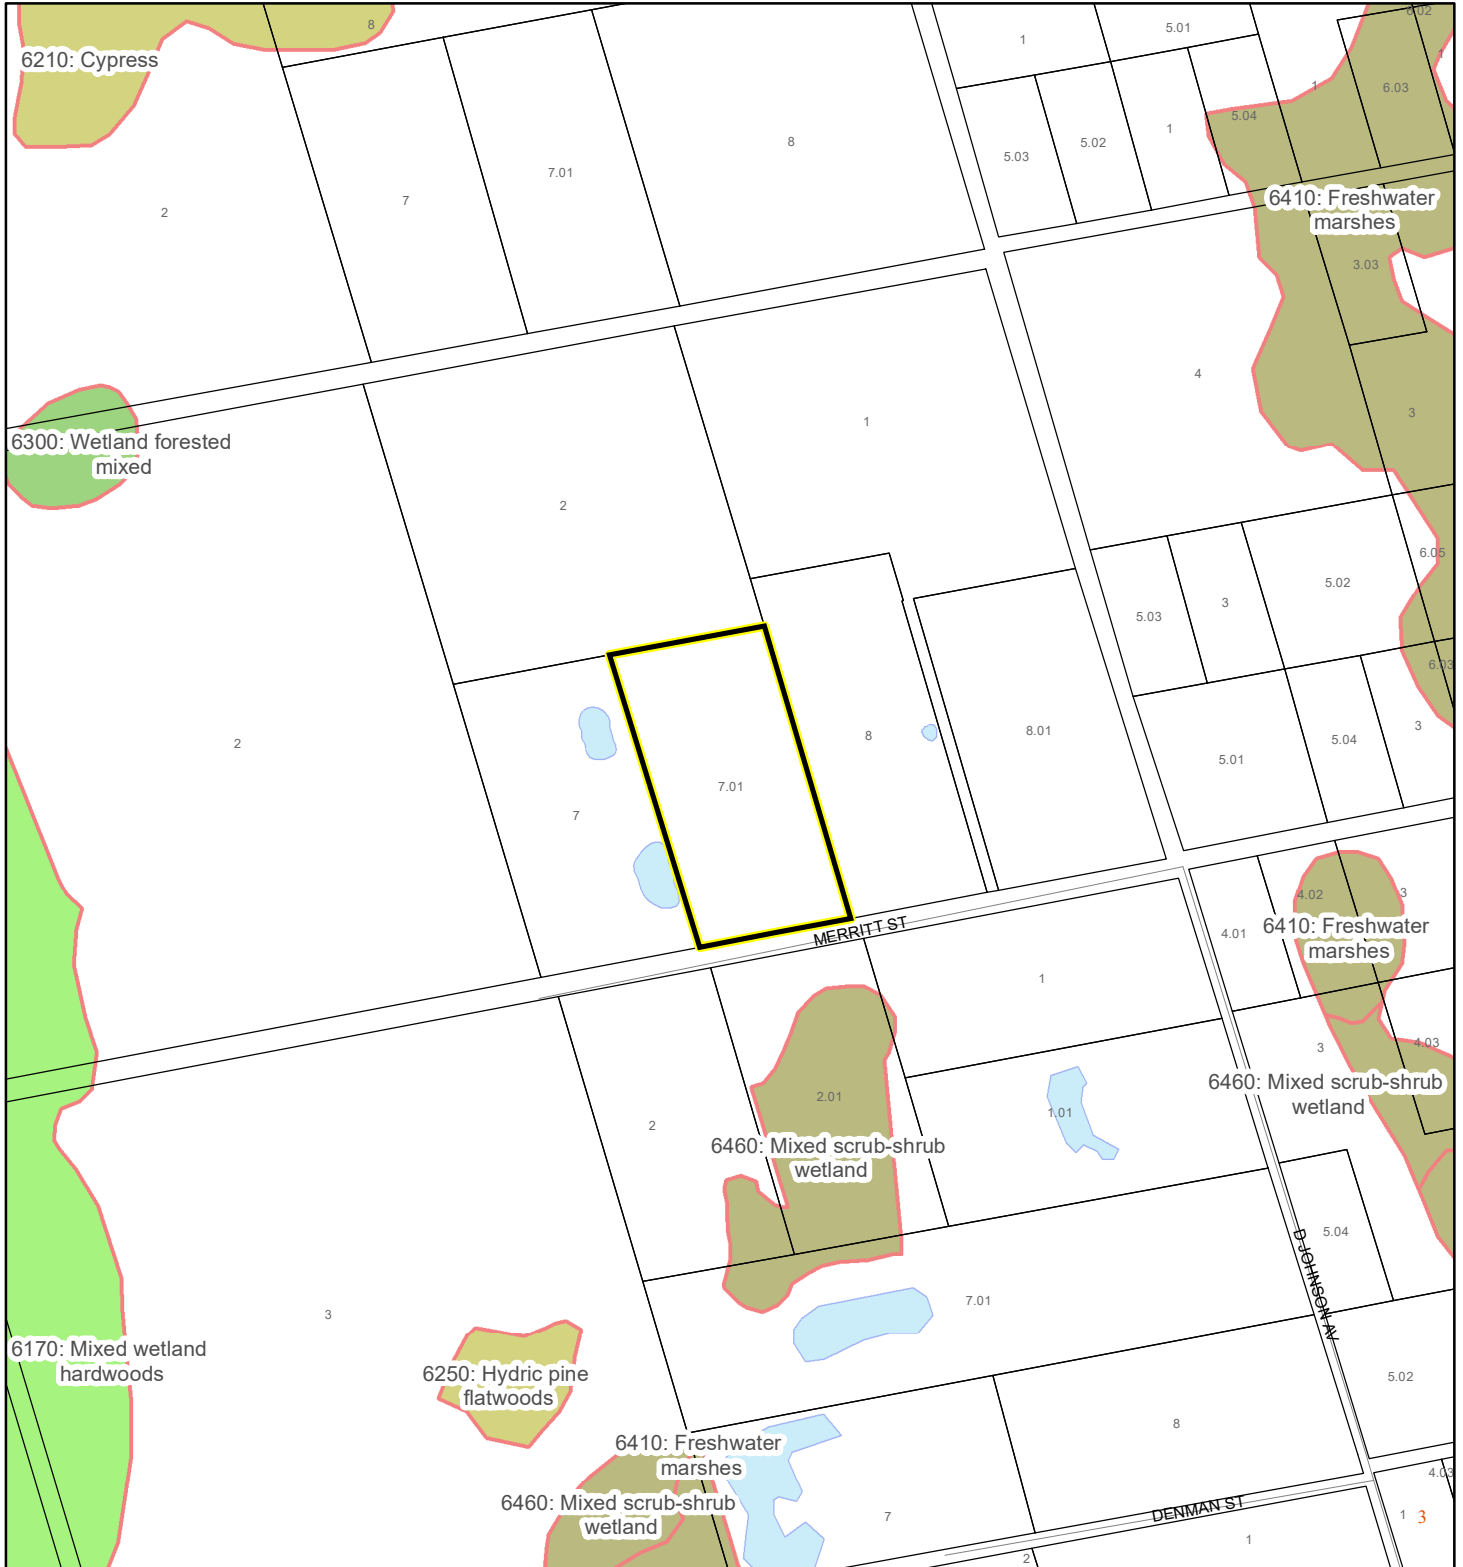 8
6.02
1
5.01
6210: Cypress
1
1
6.03
5.04
1
5.02
5.03
8
7.01
7
2
6410: Freshwater
marshes
3.03
4
3
1
6300: Wetland forested
mixed
2
6.05
5.02
3
5.03
6.03
3
5.04
8.01
8
2
5.01
7.01
7
4.02
3
MERRITT ST
4.01
6410: Freshwater
marshes
1
4.03
3
6460: Mixed scrub-shrub
wetland
2.01
1.01
2
6460: Mixed scrub-shrub
wetland
D JOHNSON AV
5.04
7.01
3
6170: Mixed wetland
hardwoods
6250: Hydric pine
flatwoods
5.02
8
6410: Freshwater
marshes
4.03
6460: Mixed scrub-shrub
wetland
DENMAN ST
7
1
3
1
2